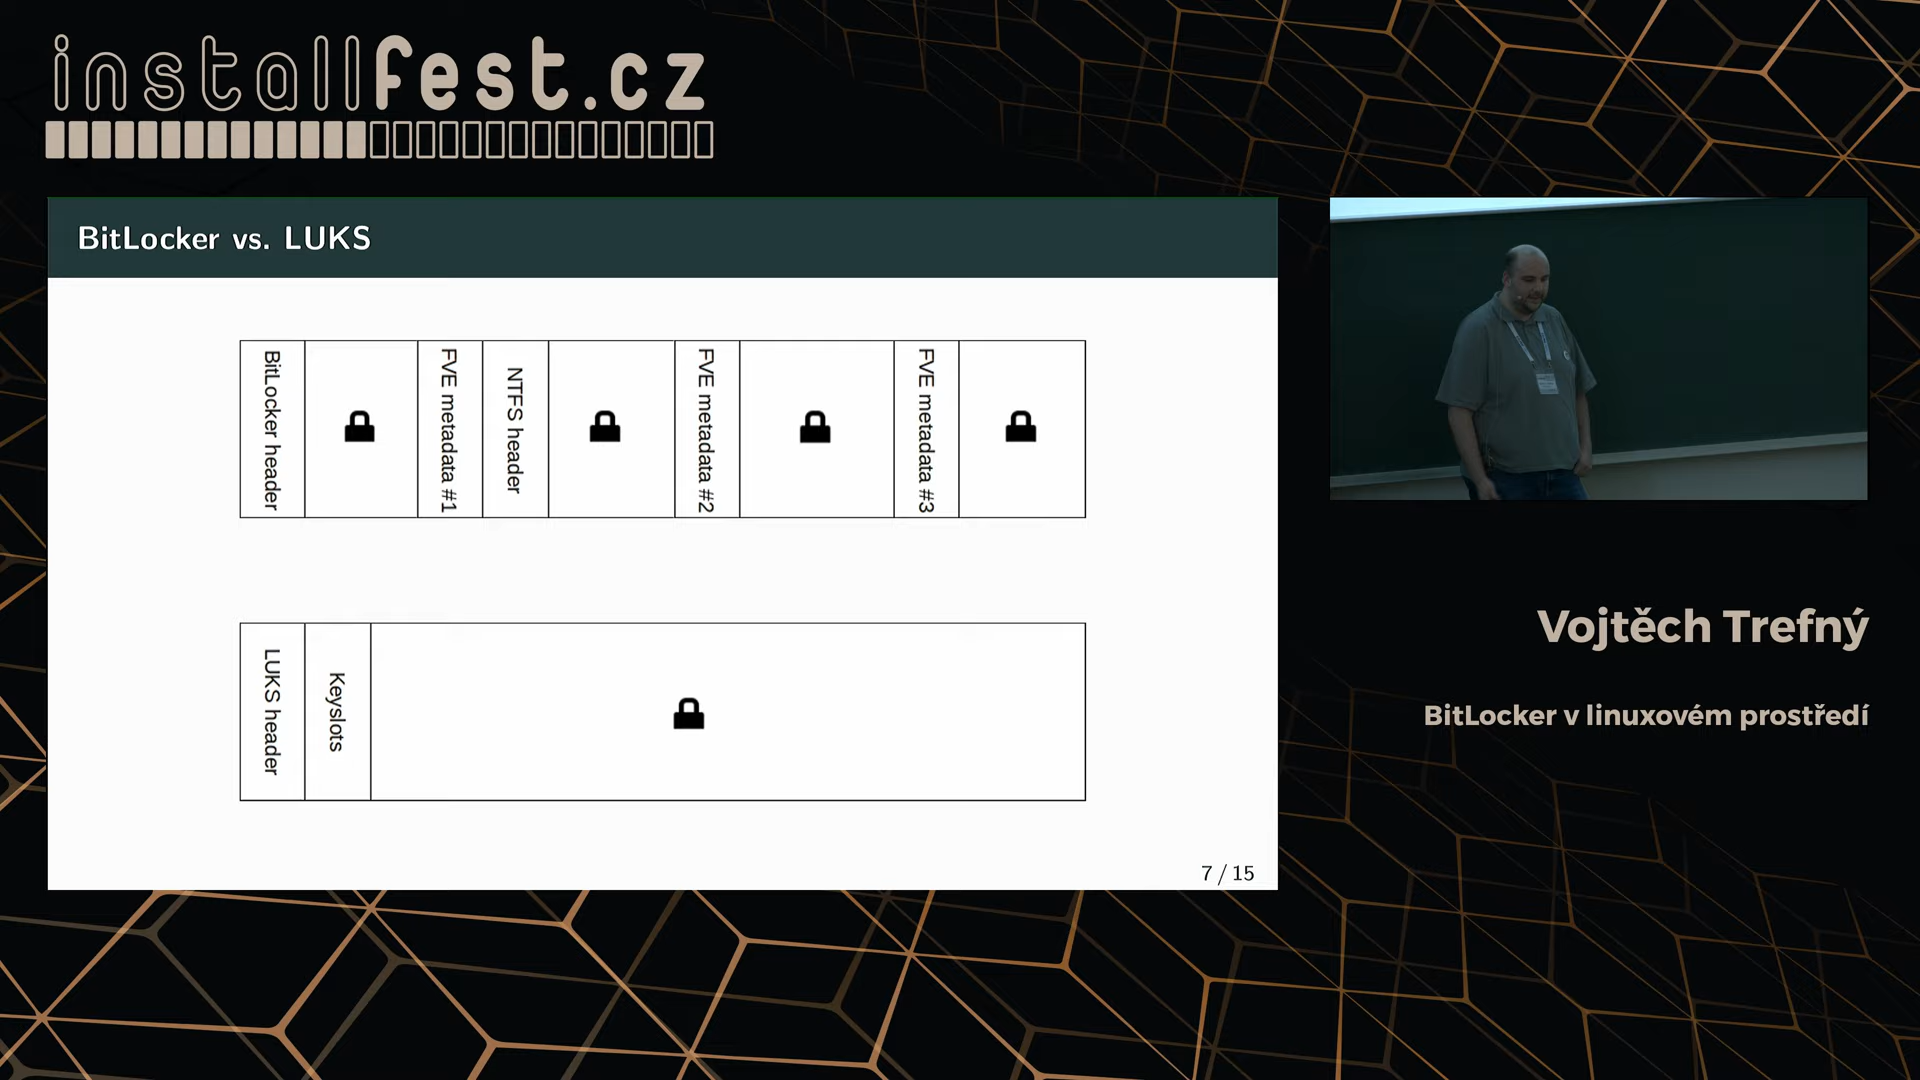 installfest.cz
BitLocker vs. LUKS
BitLocker header
FVE metadata #1
NTFS header
FVE metadata #2
FVE metadata #3
LUKS header
Keyslots
7 / 15
Vojtěch Trefný
BitLocker v linuxovém prostředí